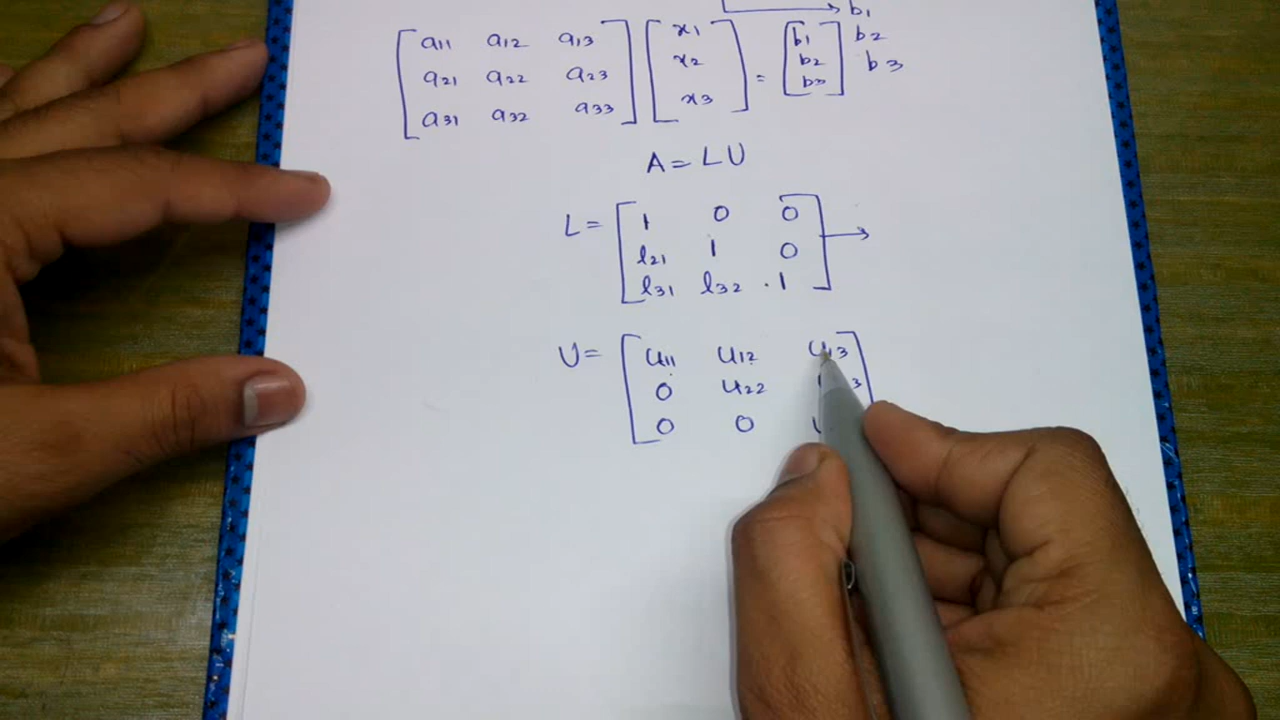 b1
a11 a12 a13 x1 b1 b2
a21 a22 a23 x2 = b2 b3
a31 a32 a33 x3 b3
A = LU
L = 1 0 0
l21 1 0
l31 l32 . 1
U = u11 u12 u13
0 u22 3
0 0